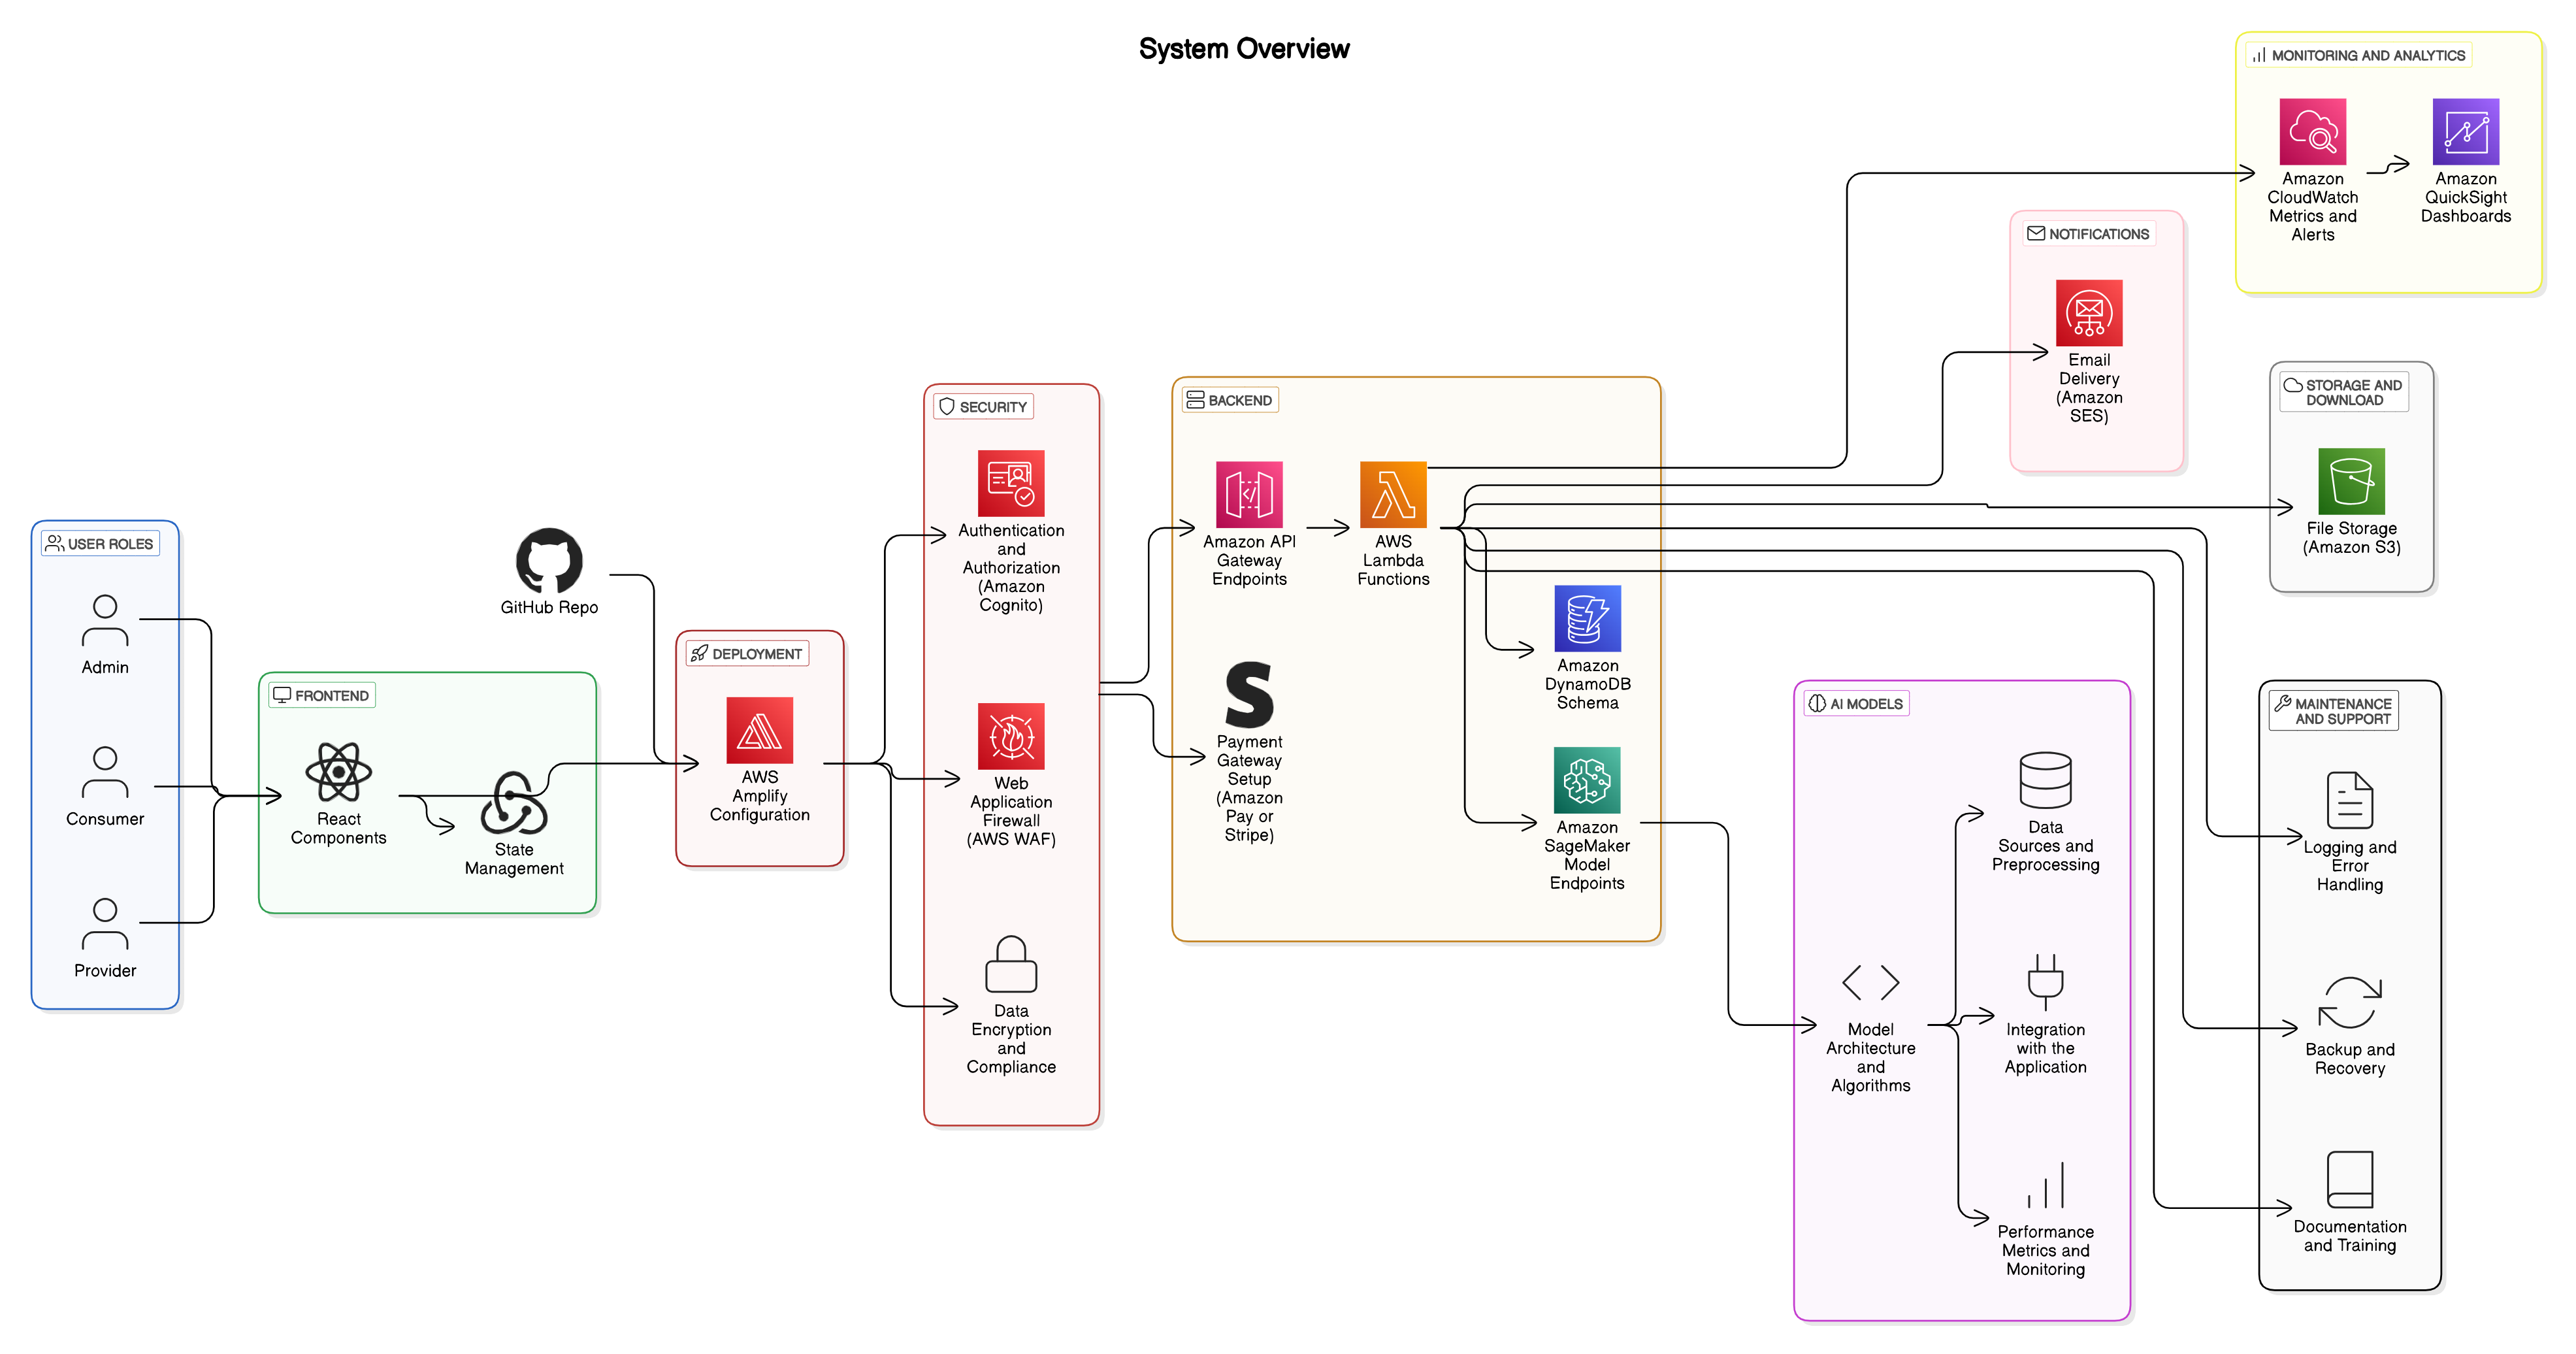 System Overview
USER ROLES
Admin
Consumer
Provider
FRONTEND
React
Components
State
Management
GitHub Repo
DEPLOYMENT
AWS
Amplify
Configuration
SECURITY
Authentication
and
Authorization
(Amazon
Cognito)
Web
Application
Firewall
(AWS WAF)
Data
Encryption
and
Compliance
BACKEND
Amazon API
Gateway
Endpoints
AWS
Lambda
Functions
Payment
Gateway
Setup
(Amazon
Pay or
Stripe)
Amazon
DynamoDB
Schema
Amazon
SageMaker
Model
Endpoints
AI MODELS
Model
Architecture
and
Algorithms
Data
Sources and
Preprocessing
Integration
with the
Application
Performance
Metrics and
Monitoring
NOTIFICATIONS
Email
Delivery
(Amazon
SES)
MONITORING AND ANALYTICS
Amazon
CloudWatch
Metrics and
Alerts
Amazon
QuickSight
Dashboards
STORAGE AND
DOWNLOAD
File Storage
(Amazon S3)
MAINTENANCE
AND SUPPORT
Logging and
Error
Handling
Backup and
Recovery
Documentation
and Training